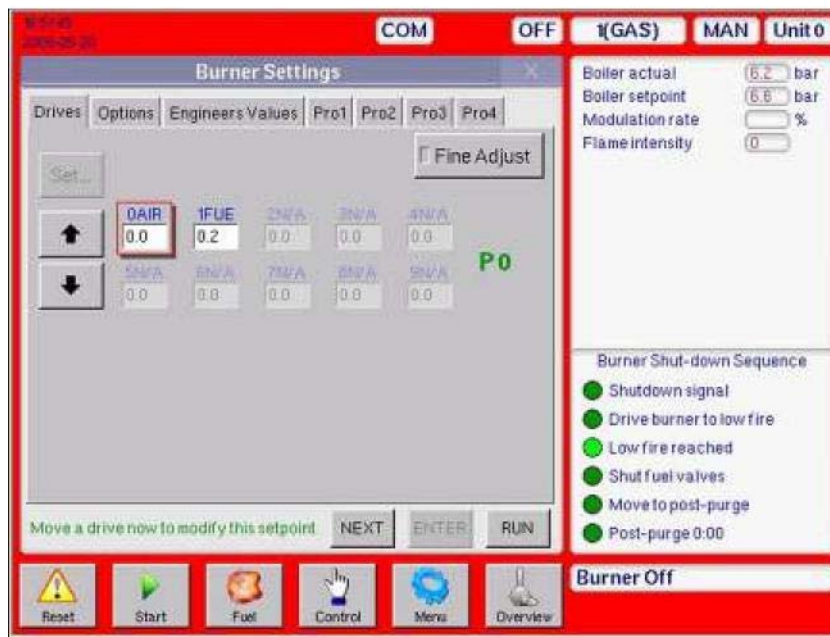 COM OFF 1(GAS) MAN Unit 0
Burner Settings X
Drives Options Engineers Values Pro1 Pro2 Pro3 Pro4
Fine Adjust
Set...
0AIR 1FUE 2N/A 3N/A 4N/A
0.0 0.2 0.0 0.0 0.0
P0
5N/A 6N/A 7N/A 8N/A 9N/A
0.0 0.0 0.0 0.0 0.0
Move a drive now to modify this setpoint NEXT ENTER RUN
Boiler actual 6.2 bar
Boiler setpoint 6.6 bar
Modulation rate %
Flame intensity 0
Burner Shut-down Sequence
Shutdown signal
Drive burner to low fire
Low fire reached
Shut fuel valves
Move to post-purge
Post-purge 0:00
Reset Start Fuel Control Menu Overview
Burner Off